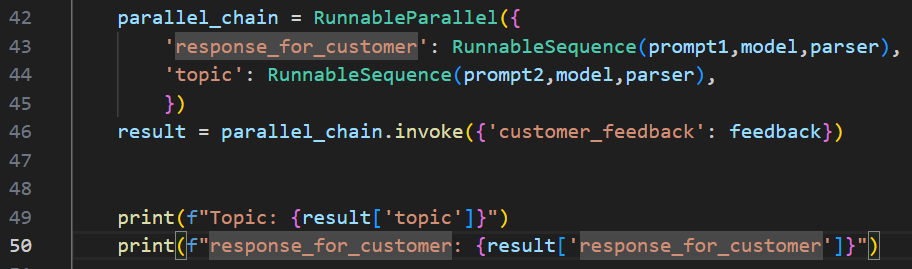 42 parallel_chain = RunnableParallel({
43 'response_for_customer': RunnableSequence(prompt1,model,parser),
44 'topic': RunnableSequence(prompt2,model,parser),
45 })
46 result = parallel_chain.invoke({'customer_feedback': feedback})
47
48
49 print(f"Topic: {result['topic']}")
50 print(f"response_for_customer: {result['response_for_customer']}")